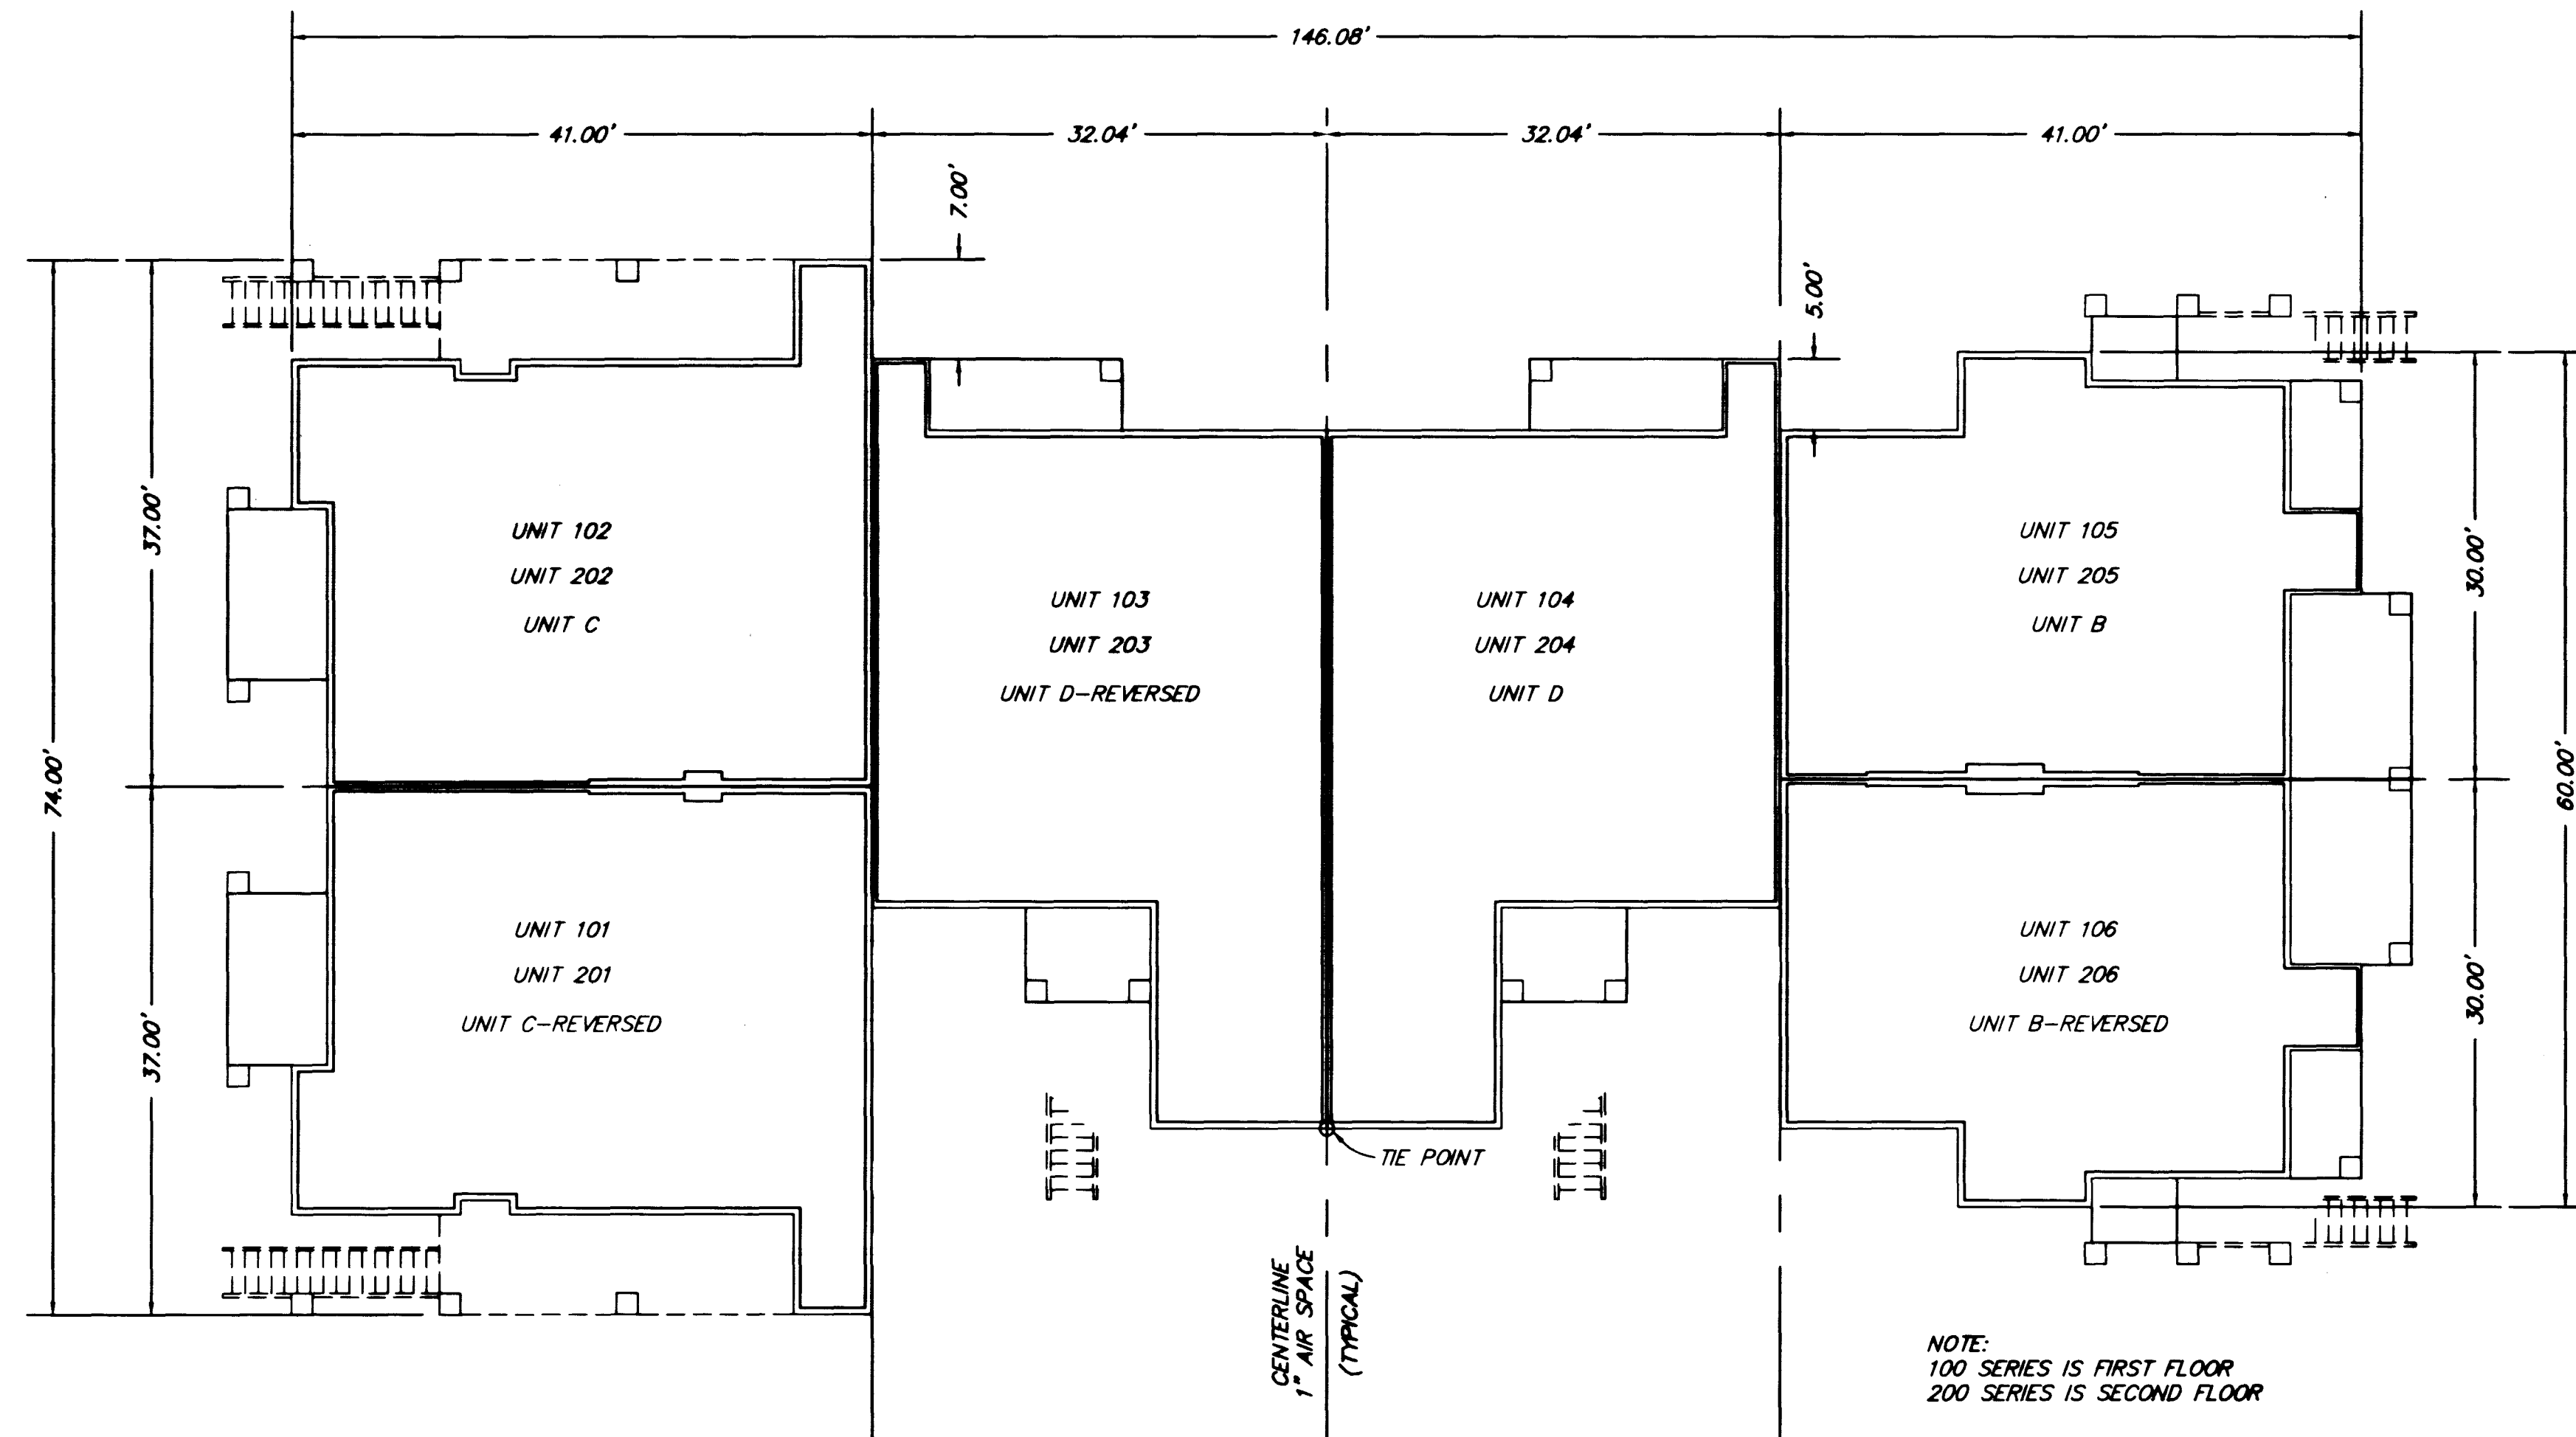 146.08'
41.00'
32.04'
32.04'
41.00'
7.00'
5.00'
74.00'
37.00'
37.00'
UNIT 102
UNIT 202
UNIT C
UNIT 103
UNIT 203
UNIT D-REVERSED
UNIT 104
UNIT 204
UNIT D
UNIT 105
UNIT 205
UNIT B
30.00'
60.00'
30.00'
UNIT 101
UNIT 201
UNIT C-REVERSED
UNIT 106
UNIT 206
UNIT B-REVERSED
TIE POINT
CENTERLINE
1" AIR SPACE
(TYPICAL)
NOTE:
100 SERIES IS FIRST FLOOR
200 SERIES IS SECOND FLOOR